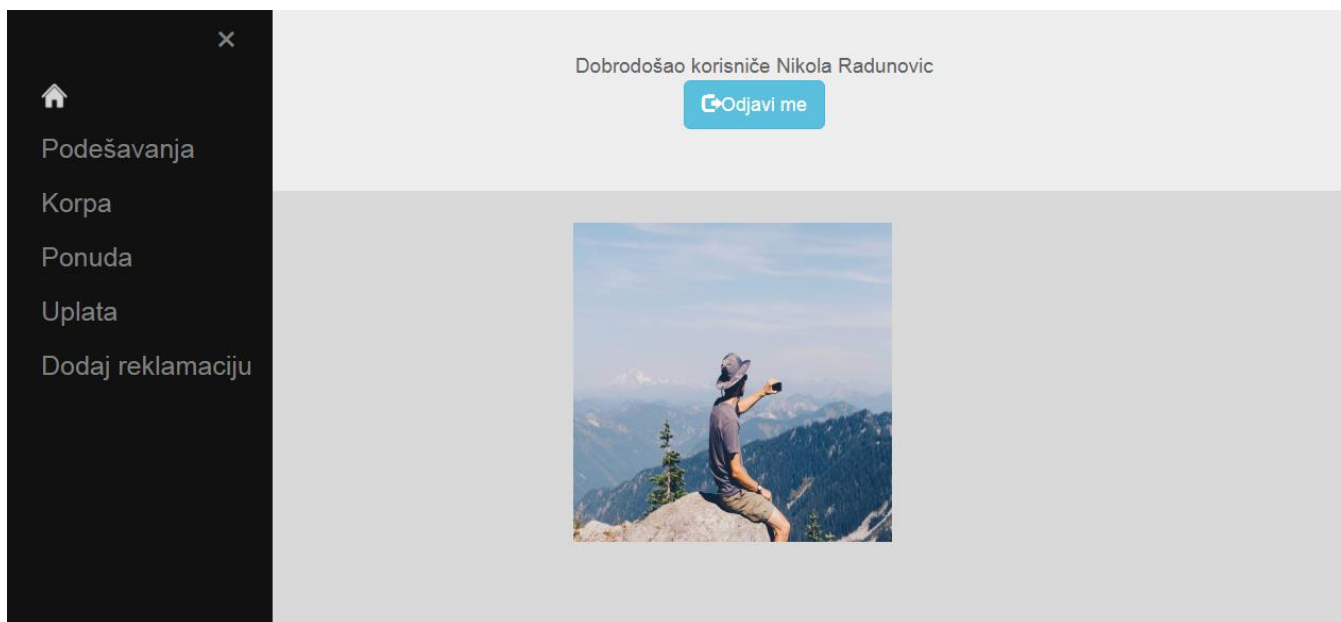 ×
Podešavanja
Korpa
Ponuda
Uplata
Dodaj reklamaciju
Dobrodošao korisniče Nikola Radunovic
Odjavi me